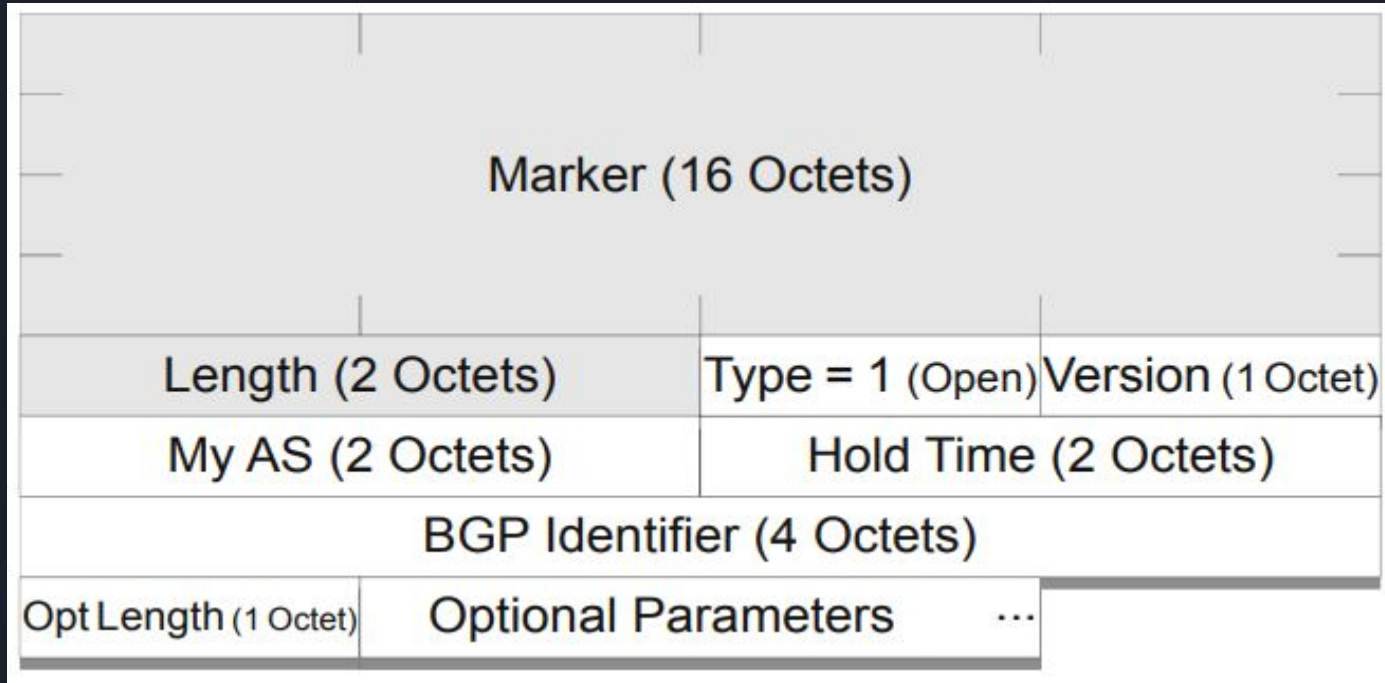 Marker (16 Octets)
Length (2 Octets) Type = 1 (Open) Version (1 Octet)
My AS (2 Octets) Hold Time (2 Octets)
BGP Identifier (4 Octets)
Opt Length (1 Octet) Optional Parameters ...